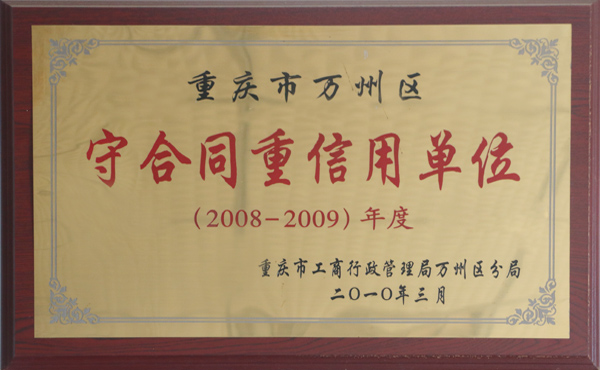 重庆市万州区
守合同重信用单位
(2008-2009)年度
重庆市工商行政管理局万州区分局
二〇一〇年三月